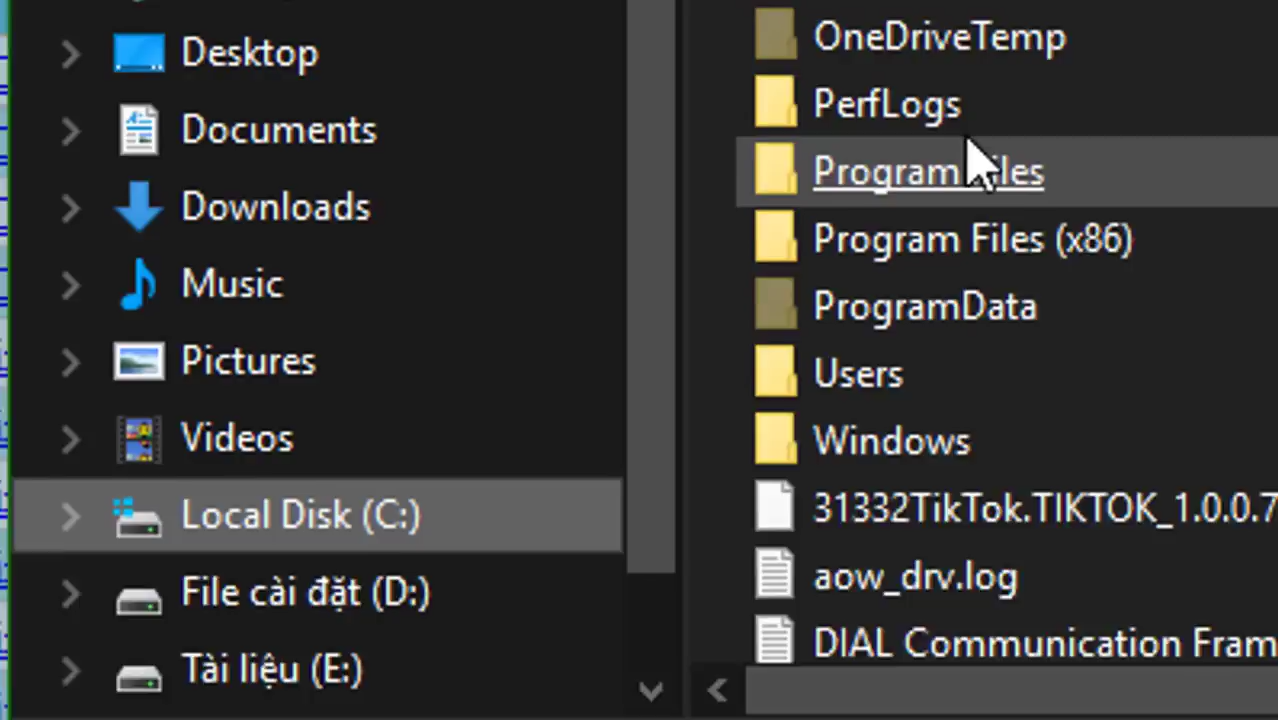 Desktop
Documents
Downloads
Music
Pictures
Videos
Local Disk (C:)
File cài đặt (D:)
Tài liệu (E:)
OneDriveTemp
PerfLogs
Program Files
Program Files (x86)
ProgramData
Users
Windows
31332TikTok.TIKTOK_1.0.0.7
aow_drv.log
DIAL Communication Fram